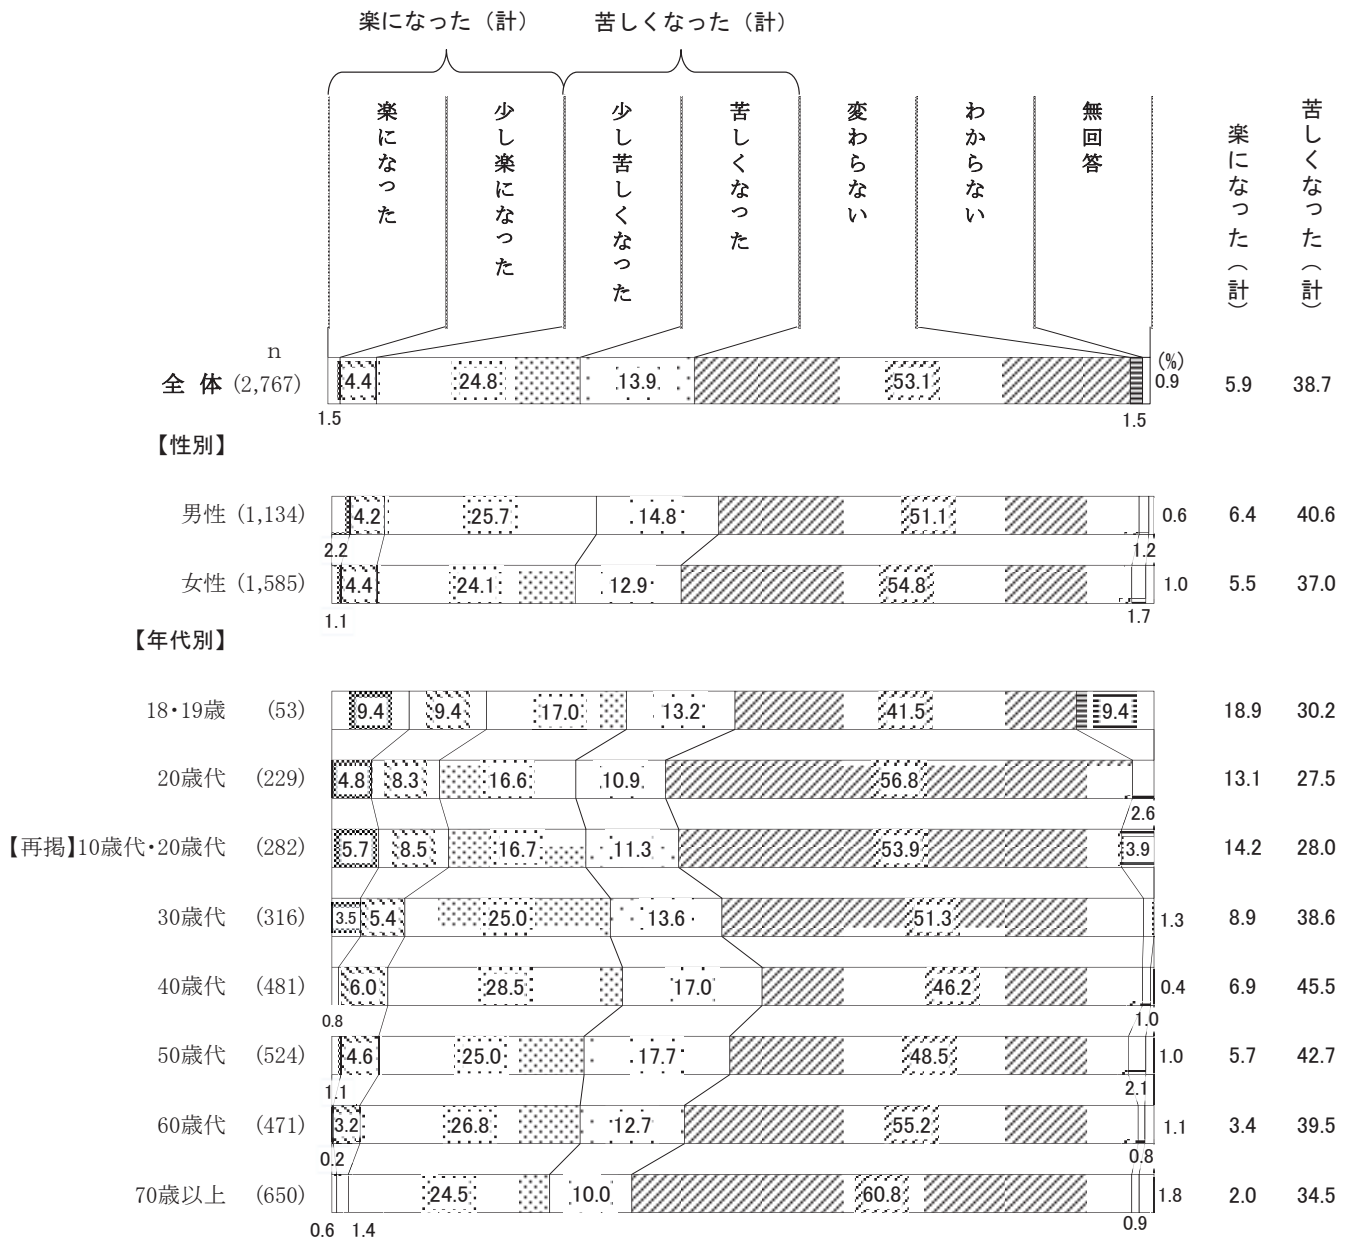 楽になった（計） 苦しくなった（計）
楽になった
少し楽になった
少し苦しくなった
苦しくなった
変わらない
わからない
無回答
楽になった（計）
苦しくなった（計）
n
(%)
全 体 (2,767) 4.4 24.8 13.9 53.1 0.9 5.9 38.7
1.5 1.5
【性別】
男性 (1,134) 4.2 25.7 14.8 51.1 0.6 6.4 40.6
2.2 1.2
女性 (1,585) 4.4 24.1 12.9 54.8 1.0 5.5 37.0
1.1 1.7
【年代別】
18・19歳 (53) 9.4 9.4 17.0 13.2 41.5 9.4 18.9 30.2
20歳代 (229) 4.8 8.3 16.6 10.9 56.8 13.1 27.5
2.6
【再掲】10歳代・20歳代 (282) 5.7 8.5 16.7 11.3 53.9 3.9 14.2 28.0
30歳代 (316) 3.5 5.4 25.0 13.6 51.3 1.3 8.9 38.6
40歳代 (481) 6.0 28.5 17.0 46.2 0.4 6.9 45.5
0.8 1.0
50歳代 (524) 4.6 25.0 17.7 48.5 1.0 5.7 42.7
1.1 2.1
60歳代 (471) 3.2 26.8 12.7 55.2 1.1 3.4 39.5
0.2 0.8
70歳以上 (650) 24.5 10.0 60.8 1.8 2.0 34.5
0.6 1.4 0.9